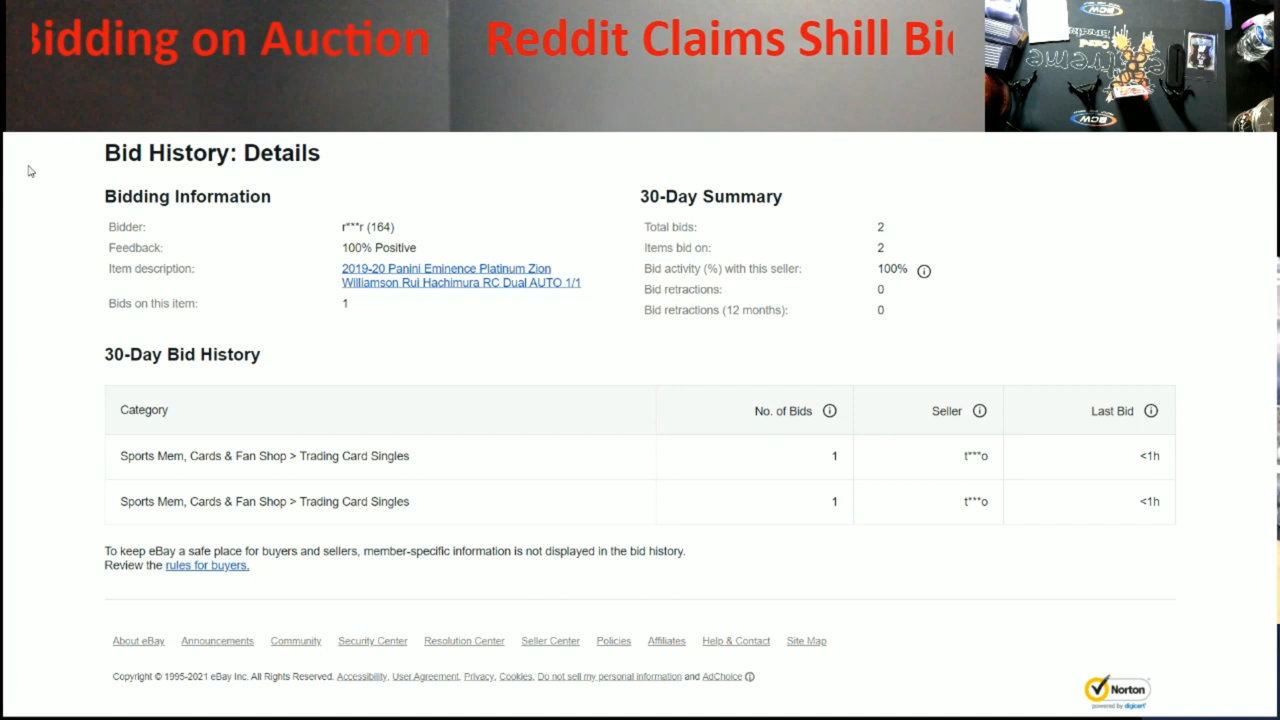 Bidding on Auction Reddit Claims Shill
BCW
extreme
BCW
Bid History: Details
Bidding Information
30-Day Summary
Bidder: r***r (164)
Total bids: 2
Feedback: 100% Positive
Items bid on: 2
Item description: 2019-20 Panini Eminence Platinum Zion
Williamson Rui Hachimura RC Dual AUTO 1/1
Bid activity (%) with this seller: 100%
Bid retractions: 0
Bids on this item: 1
Bid retractions (12 months): 0
30-Day Bid History
Category No. of Bids Seller Last Bid
Sports Mem, Cards & Fan Shop > Trading Card Singles 1 t***o <1h
Sports Mem, Cards & Fan Shop > Trading Card Singles 1 t***o <1h
To keep eBay a safe place for buyers and sellers, member-specific information is not displayed in the bid history.
Review the rules for buyers.
About eBay Announcements Community Security Center Resolution Center Seller Center Policies Affiliates Help & Contact Site Map
Copyright © 1995-2021 eBay Inc. All Rights Reserved. Accessibility, User Agreement, Privacy, Cookies, Do not sell my personal information and AdChoice
Norton
powered by digicert